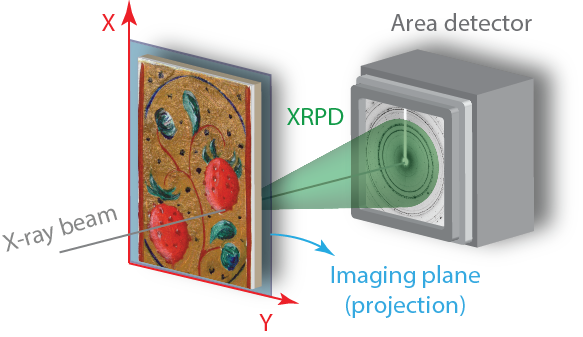 X
Area detector
XRPD
X-ray beam
Imaging plane
(projection)
Y